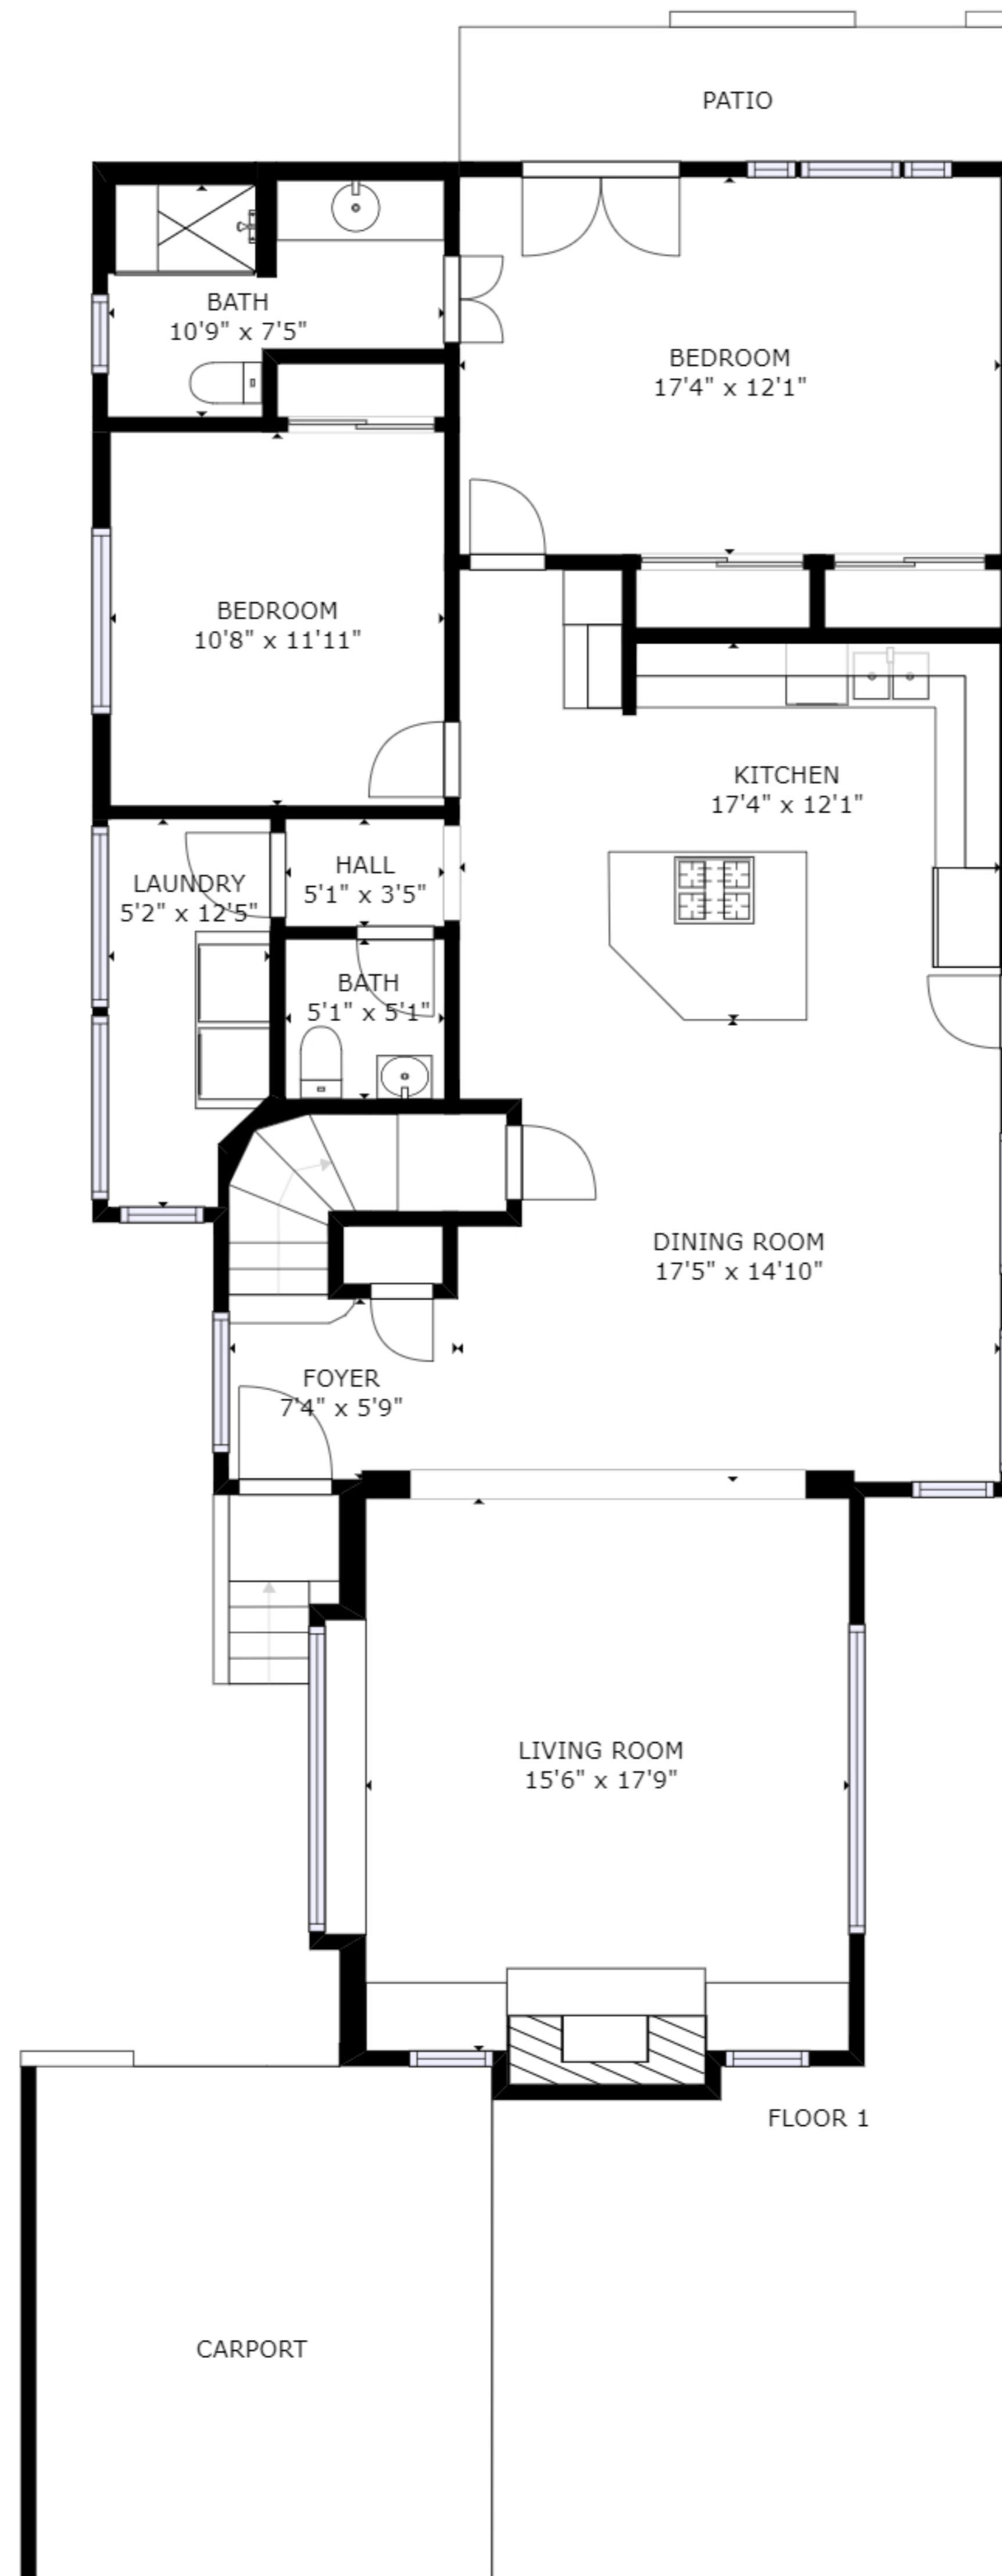 PATIO
BATH
10'9" x 7'5"
BEDROOM
17'4" x 12'1"
BEDROOM
10'8" x 11'11"
KITCHEN
17'4" x 12'1"
HALL
5'1" x 3'5"
LAUNDRY
5'2" x 12'5"
BATH
5'1" x 5'1"
DINING ROOM
17'5" x 14'10"
FOYER
7'4" x 5'9"
LIVING ROOM
15'6" x 17'9"
FLOOR 1
CARPORT